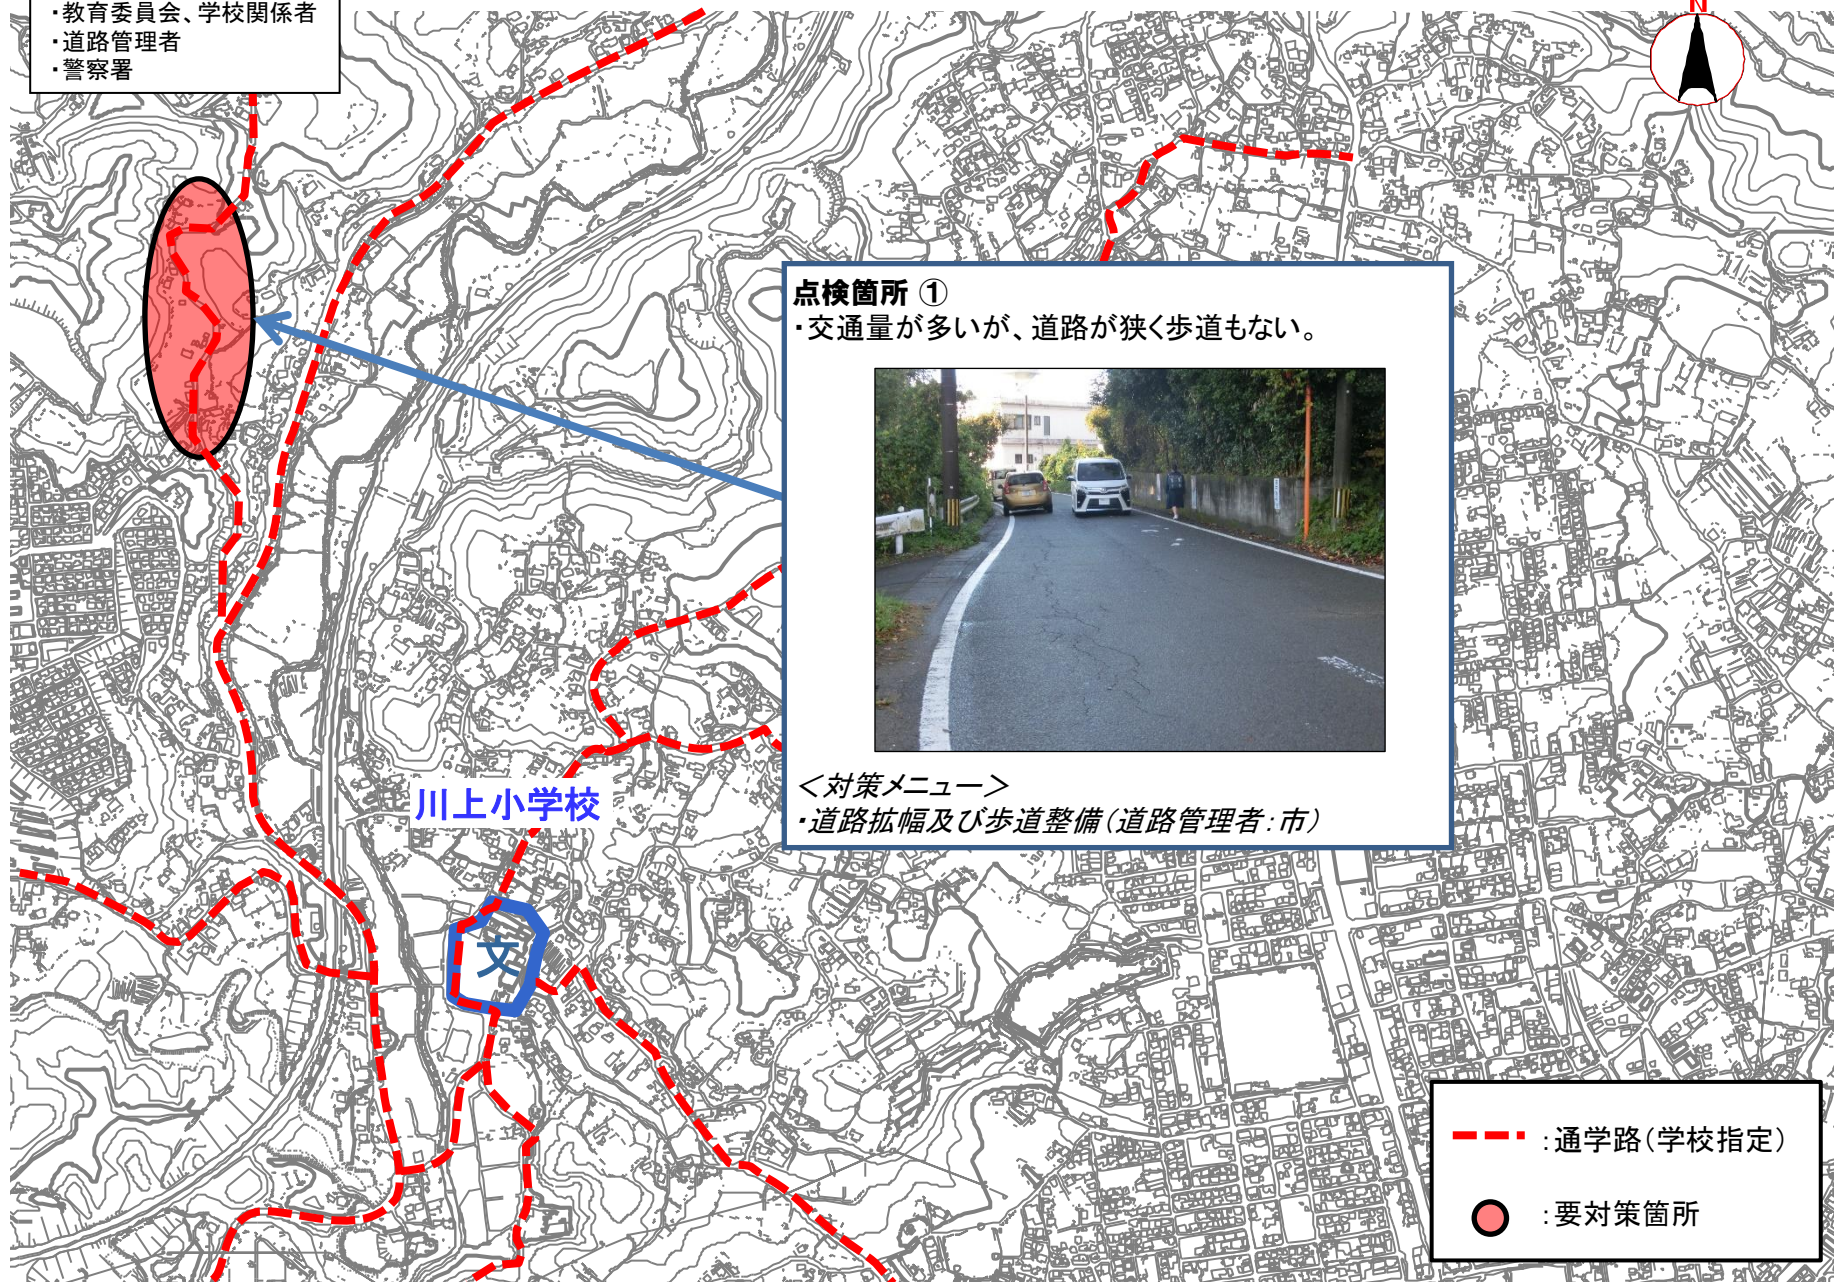 ・教育委員会、学校関係者
・道路管理者
・警察署
N
点検箇所 ①
・交通量が多いが、道路が狭く歩道もない。
＜対策メニュー＞
・道路拡幅及び歩道整備（道路管理者：市）
川上小学校
文
：通学路（学校指定）
：要対策箇所